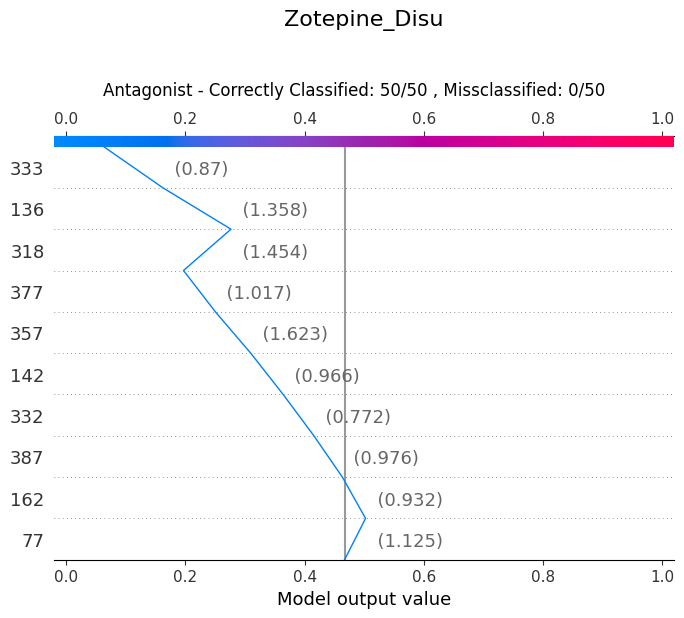 Zotepine_Disu
Antagonist - Correctly Classified: 50/50 , Missclassified: 0/50
0.0 0.2 0.4 0.6 0.8 1.0
333 (0.87)
136 (1.358)
318 (1.454)
377 (1.017)
357 (1.623)
142 (0.966)
332 (0.772)
387 (0.976)
162 (0.932)
77 (1.125)
0.0 0.2 0.4 0.6 0.8 1.0
Model output value